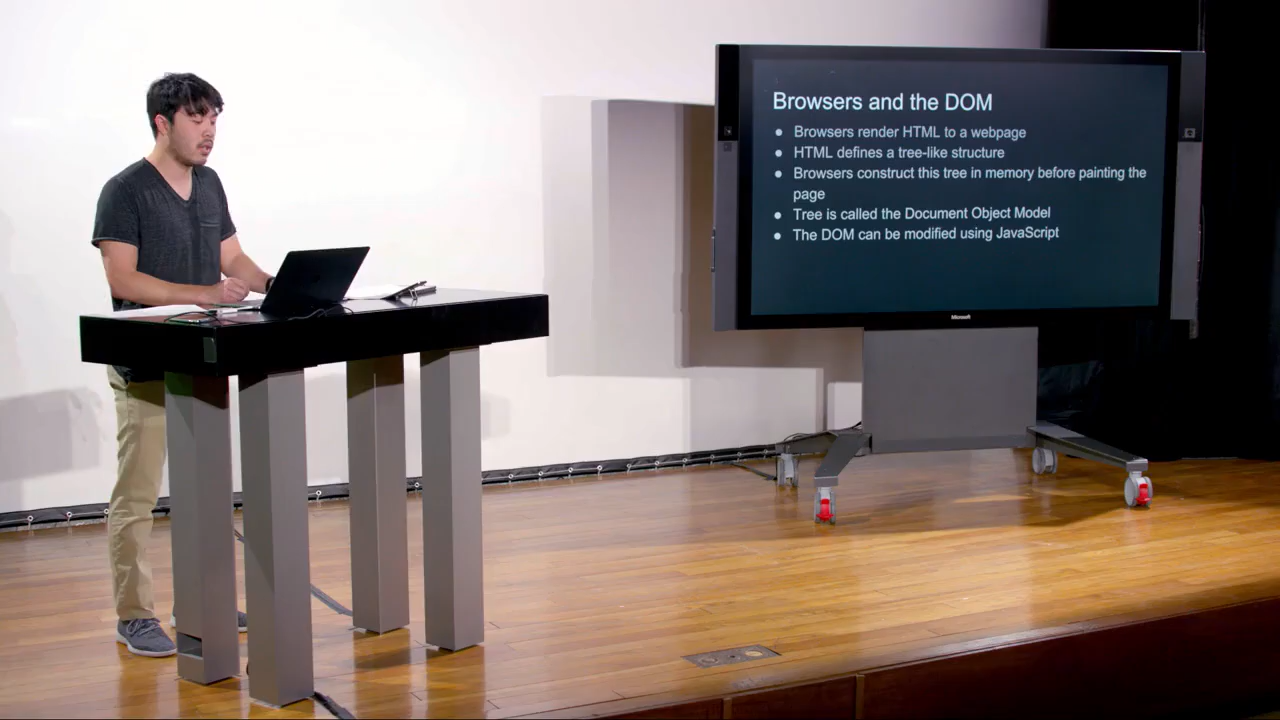 Browsers and the DOM
● Browsers render HTML to a webpage
● HTML defines a tree-like structure
● Browsers construct this tree in memory before painting the
page
● Tree is called the Document Object Model
● The DOM can be modified using JavaScript
Microsoft